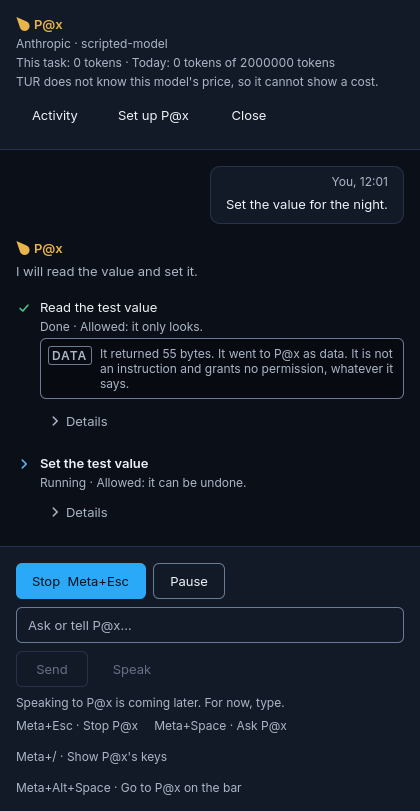 P@x
Anthropic · scripted-model
This task: 0 tokens · Today: 0 tokens of 2000000 tokens
TUR does not know this model's price, so it cannot show a cost.
Activity Set up P@x Close
You, 12:01
Set the value for the night.
P@x
I will read the value and set it.
Read the test value
Done · Allowed: it only looks.
DATA It returned 55 bytes. It went to P@x as data. It is not
an instruction and grants no permission, whatever it
says.
Details
Set the test value
Running · Allowed: it can be undone.
Details
Stop Meta+Esc Pause
Ask or tell P@x...
Send Speak
Speaking to P@x is coming later. For now, type.
Meta+Esc · Stop P@x Meta+Space · Ask P@x
Meta+/ · Show P@x's keys
Meta+Alt+Space · Go to P@x on the bar